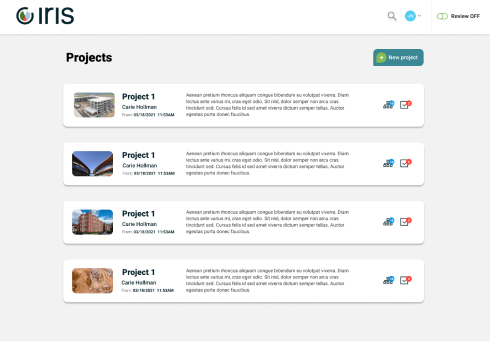 iris
Review OFF
Projects
New project
Project 1
Carie Hollman
From: 03/18/2021 11:53AM
Aenean pretium rhoncus aliquam congue bibendum eu volutpat viverra. Diam
lectus ante varius mi, cras eget odio. Sit nisl, dolor semper non arcu cras
tincidunt sed. Cursus felis id sed amet viverra dictum semper tellus. Auctor
egestas porta donec faucibus.
Project 1
Carie Hollman
From: 03/18/2021 11:53AM
Aenean pretium rhoncus aliquam congue bibendum eu volutpat viverra. Diam
lectus ante varius mi, cras eget odio. Sit nisl, dolor semper non arcu cras
tincidunt sed. Cursus felis id sed amet viverra dictum semper tellus. Auctor
egestas porta donec faucibus.
Project 1
Carie Hollman
From: 03/18/2021 11:53AM
Aenean pretium rhoncus aliquam congue bibendum eu volutpat viverra. Diam
lectus ante varius mi, cras eget odio. Sit nisl, dolor semper non arcu cras
tincidunt sed. Cursus felis id sed amet viverra dictum semper tellus. Auctor
egestas porta donec faucibus.
Project 1
Carie Hollman
From: 03/18/2021 11:53AM
Aenean pretium rhoncus aliquam congue bibendum eu volutpat viverra. Diam
lectus ante varius mi, cras eget odio. Sit nisl, dolor semper non arcu cras
tincidunt sed. Cursus felis id sed amet viverra dictum semper tellus. Auctor
egestas porta donec faucibus.